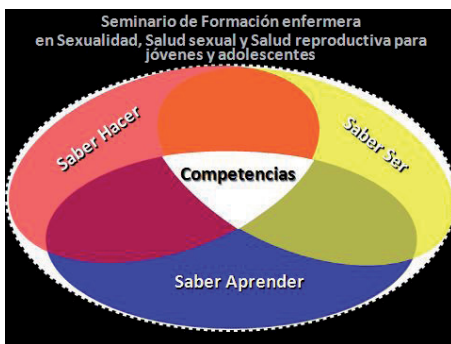 Seminario de Formación enfermera
en Sexualidad, Salud sexual y Salud reproductiva para
jóvenes y adolescentes
Saber Hacer
Saber Ser
Competencias
Saber Aprender